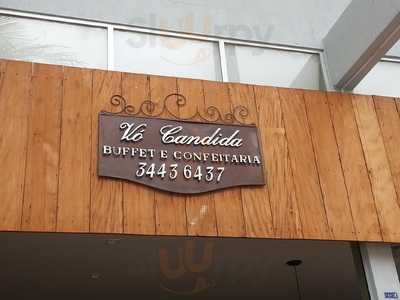 Vó Candida
BUFFET E CONFEITARIA
3443 6437